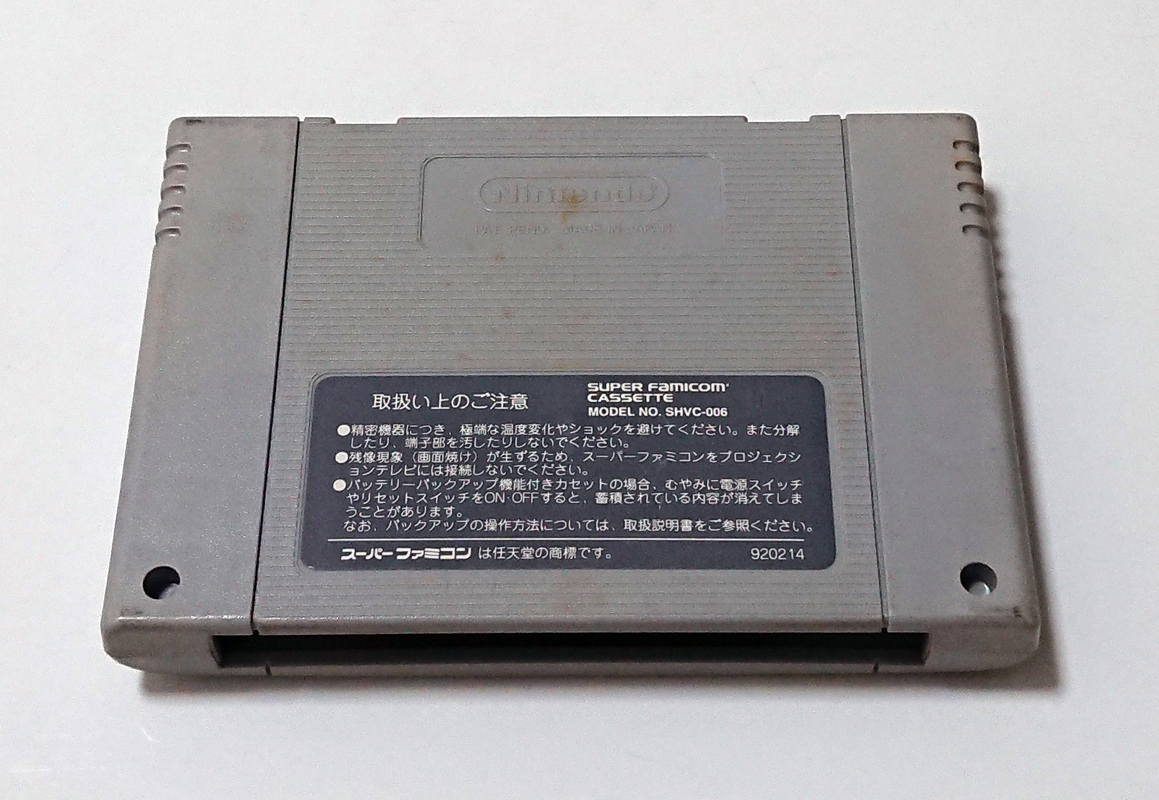 Nintendo
PAT. PEND. MADE IN JAPAN
取扱い上のご注意
SUPER FAMICOM
CASSETTE
MODEL NO. SHVC-006
●精密機器につき、極端な温度変化やショックを避けてください。また分解
したり、端子部を汚したりしないでください。
●残像現象（画面焼け）が生ずるため、スーパーファミコンをプロジェクシ
ョンテレビには接続しないでください。
●バッテリーバックアップ機能付きカセットの場合、むやみに電源スイッチ
やリセットスイッチをON·OFFすると、蓄積されている内容が消えてしま
うことがあります。
なお、バックアップの操作方法については、取扱説明書をご参照ください。
スーパーファミコン は任天堂の商標です。
920214